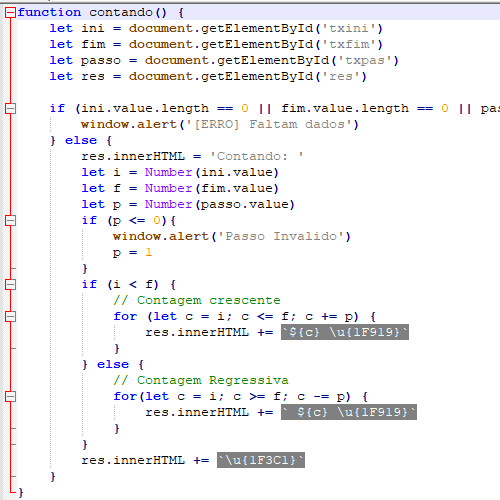 function contando() {
let ini = document.getElementById('txini')
let fim = document.getElementById('txfim')
let passo = document.getElementById('txpas')
let res = document.getElementById('res')
if (ini.value.length == 0 || fim.value.length == 0 || pas
window.alert('[ERRO] Faltam dados')
} else {
res.innerHTML = 'Contando: '
let i = Number(ini.value)
let f = Number(fim.value)
let p = Number(passo.value)
if (p <= 0){
window.alert('Passo Invalido')
p = 1
}
if (i < f) {
// Contagem crescente
for (let c = i; c <= f; c += p) {
res.innerHTML += `${c} \u{1F919}`
}
} else {
// Contagem Regressiva
for(let c = i; c >= f; c -= p) {
res.innerHTML += ` ${c} \u{1F919}`
}
}
res.innerHTML += `\u{1F3C1}`
}
}